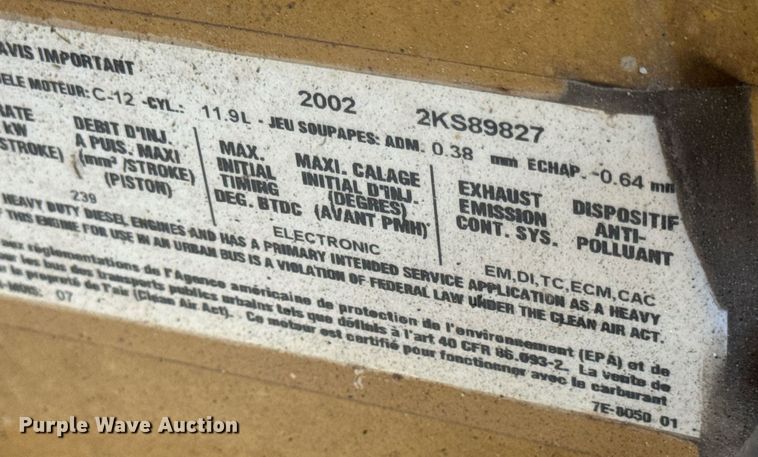 AVIS IMPORTANT
MOTEUR: C-12 -CYL.: 11.9L - JEU SOUPAPES: ADM. 0.38 mm ECHAP. -0.64 mm
2002 2KS89827
RATE DEBIT D'INJ. MAX. MAXI. CALAGE EXHAUST DISPOSITIF
kW A PUIS. MAXI INITIAL INITIAL D'INJ. EMISSION ANTI-
STROKE) (mm³ /STROKE) TIMING (DEGRES) CONT. SYS. POLLUANT
(PISTON) DEG. BTDC (AVANT PMH)
239 ELECTRONIC EM,DI,TC,ECM,CAC
HEAVY DUTY DIESEL ENGINES AND HAS A PRIMARY INTENDED SERVICE APPLICATION AS A HEAVY
THIS ENGINE FOR USE IN AN URBAN BUS IS A VIOLATION OF FEDERAL LAW UNDER THE CLEAN AIR ACT.
aux réglementations de l'Agence américaine de protection de l'environnement (EPA) et de
les bus des transports publics urbains tels que définis à l'art 40 CFR 86.093-2. La vente de
la propreté de l'air (Clean Air Act). Ce moteur est certifié pour fonctionner avec le carburant
07 7E-8050 01
Purple Wave Auction